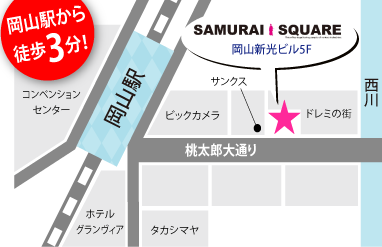 岡山駅から
徒歩3分!
SAMURAI SQUARE
岡山新光ビル5F
サンクス
コンベンション
センター
岡山駅
ビックカメラ
ドレミの街
西川
桃太郎大通り
ホテル
グランヴィア
タカシマヤ